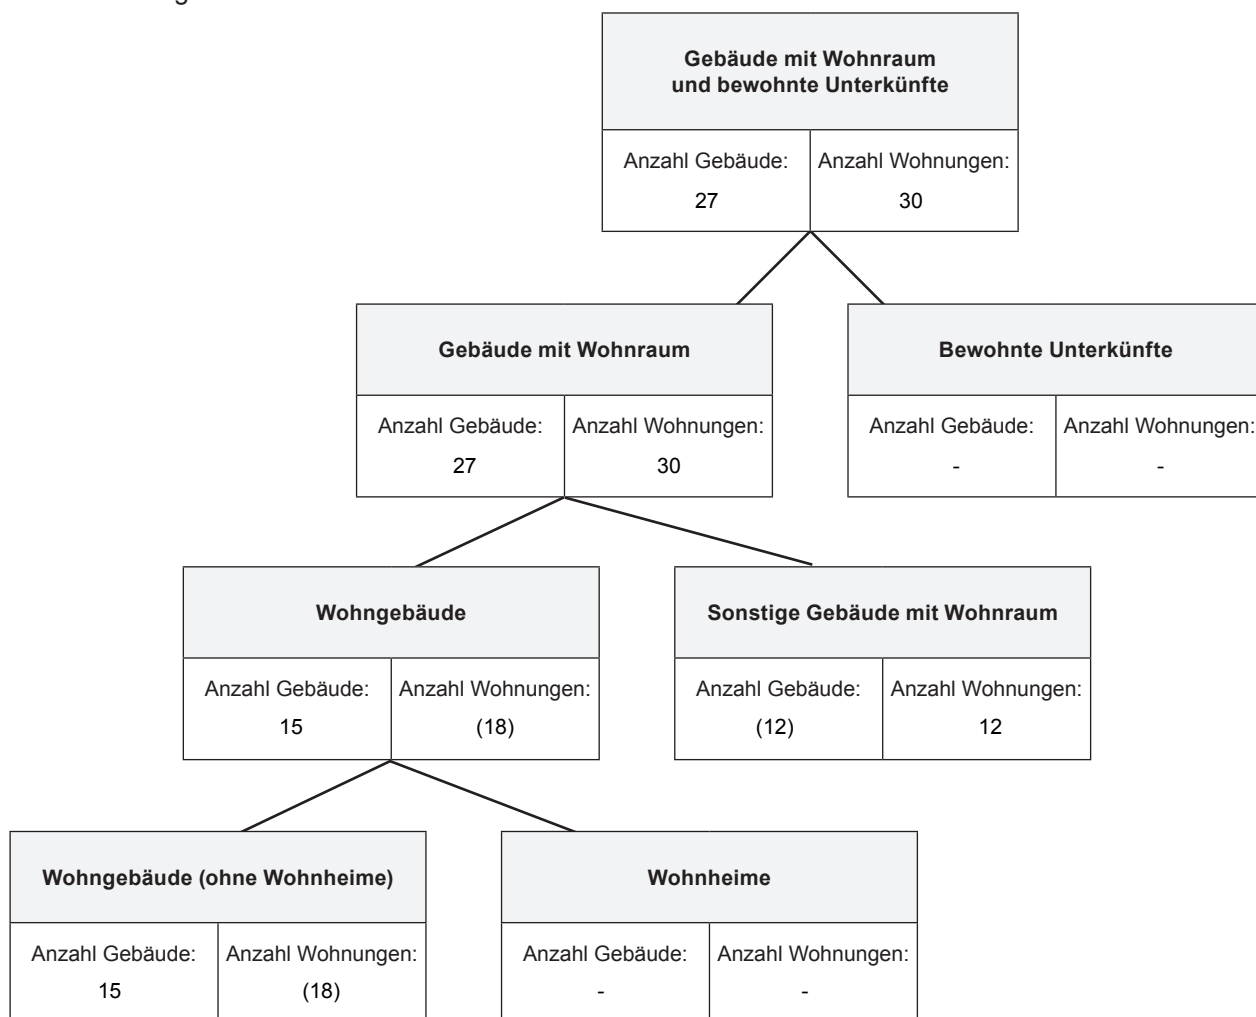 Gebäude mit Wohnraum
und bewohnte Unterkünfte
Anzahl Gebäude: Anzahl Wohnungen:
27 30
Gebäude mit Wohnraum Bewohnte Unterkünfte
Anzahl Gebäude: Anzahl Wohnungen: Anzahl Gebäude: Anzahl Wohnungen:
27 30 - -
Wohngebäude Sonstige Gebäude mit Wohnraum
Anzahl Gebäude: Anzahl Wohnungen: Anzahl Gebäude: Anzahl Wohnungen:
15 (18) (12) 12
Wohngebäude (ohne Wohnheime) Wohnheime
Anzahl Gebäude: Anzahl Wohnungen: Anzahl Gebäude: Anzahl Wohnungen:
15 (18) - -